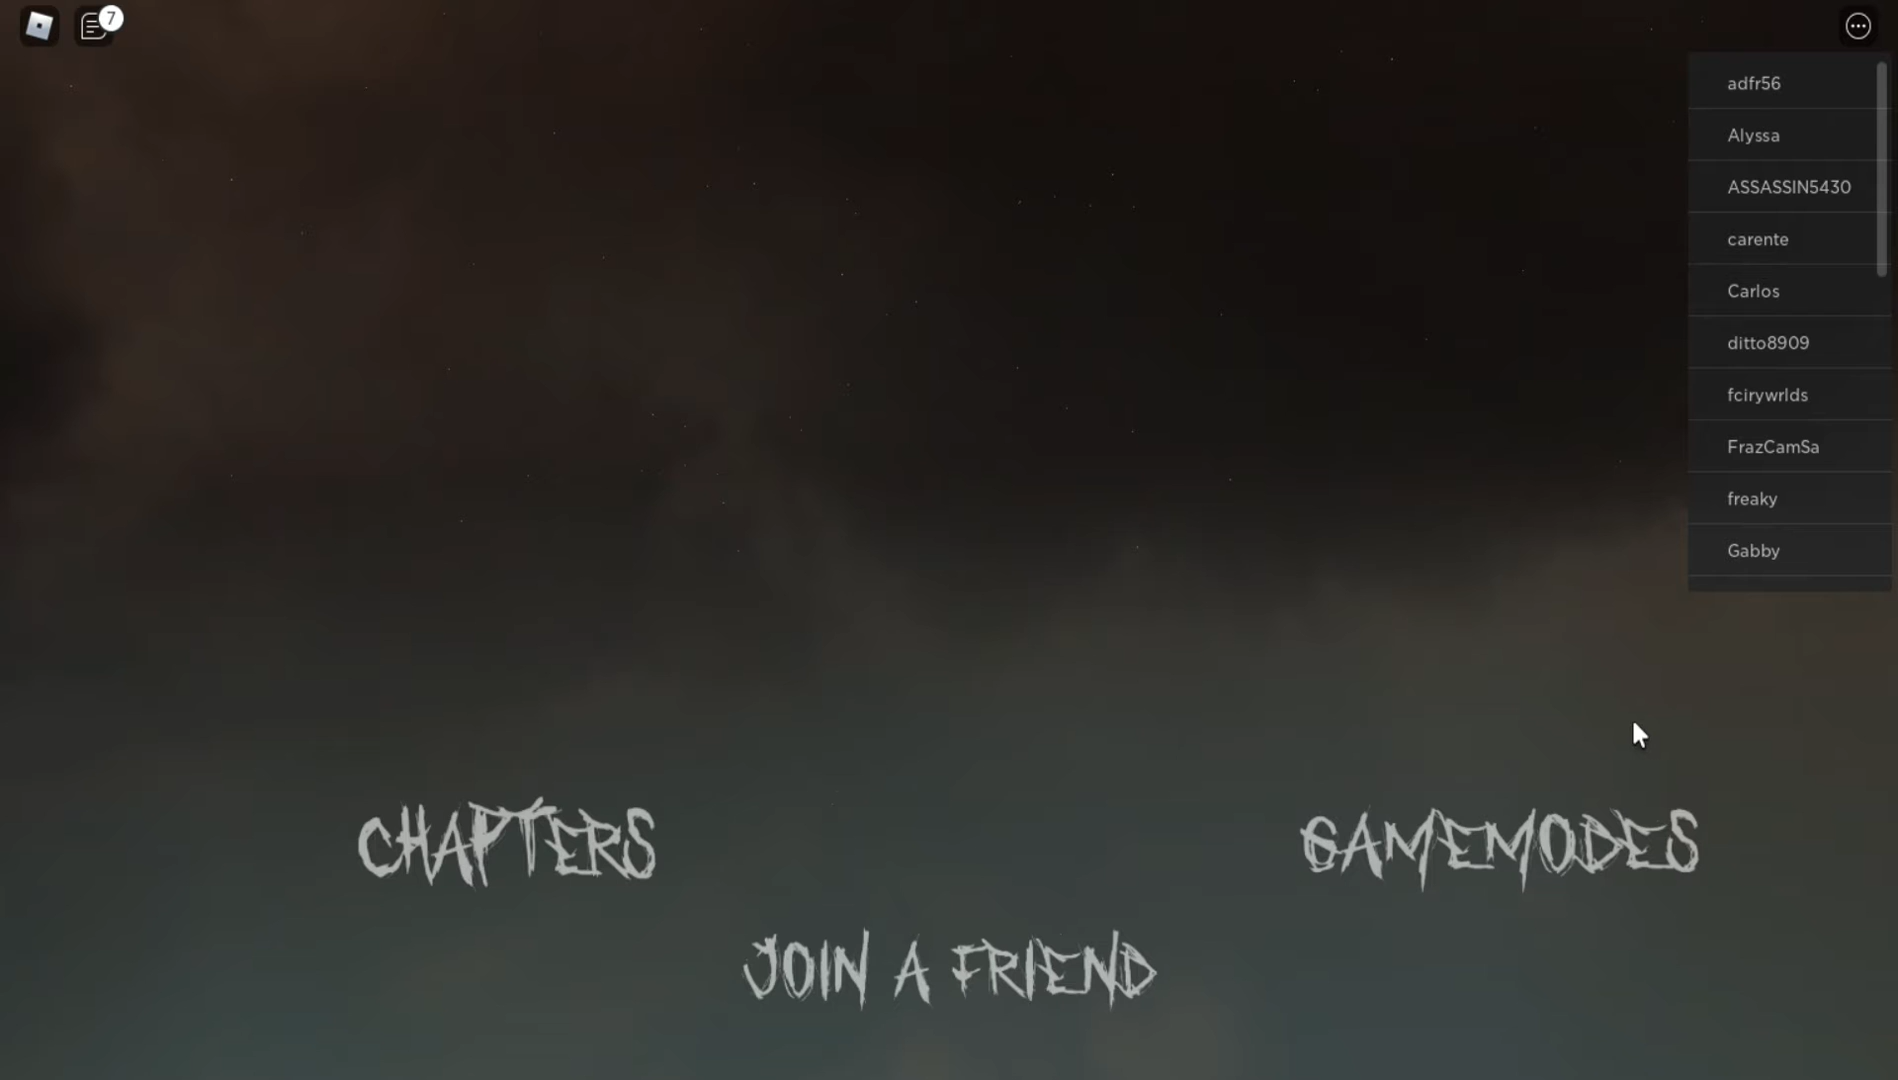 7
adfr56
Alyssa
ASSASSIN5430
carente
Carlos
ditto8909
fcirywrlds
FrazCamSa
freaky
Gabby
CHAPTERS
GAMEMODES
JOIN A FRIEND